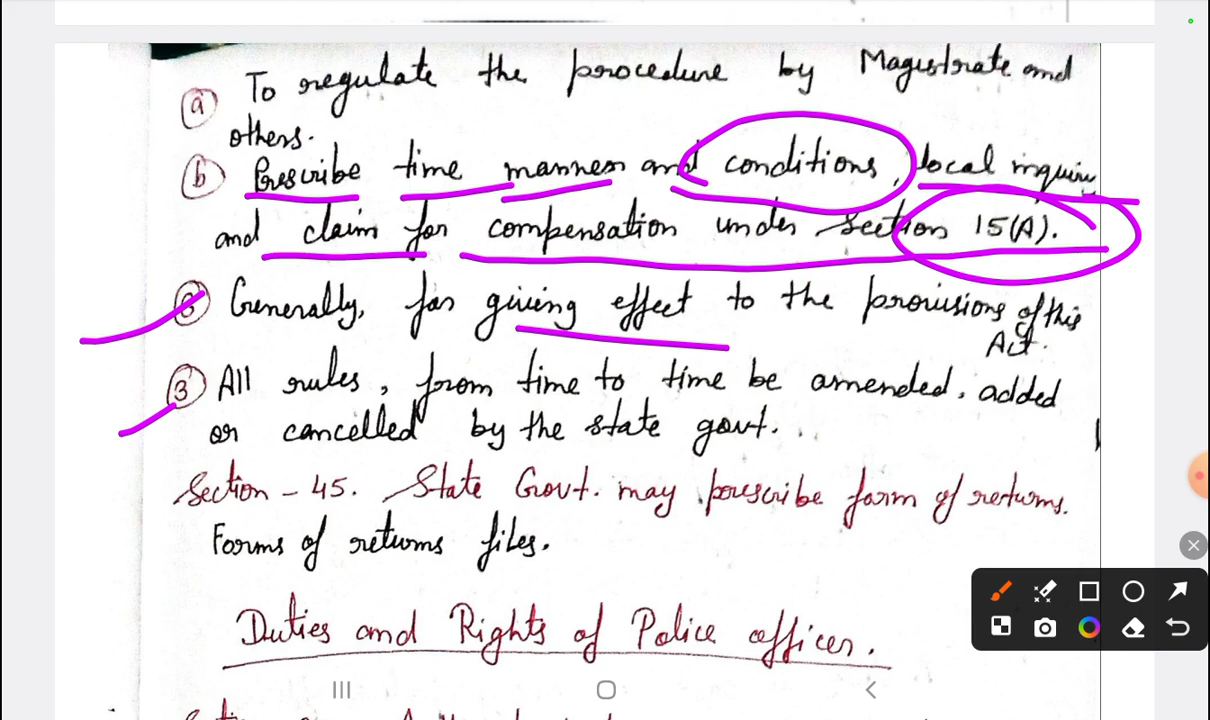 (a) To regulate the procedure by Magistrate and
others.
(b) Prescribe time manner and conditions, local inquiry
and claim for compensation under section 15(A).
(c) Generally, for giving effect to the provisions of this
Act.
(3) All rules, from time to time be amended, added
or cancelled by the state govt..
Section - 45. State Govt. may prescribe form of returns.
Forms of returns files.
Duties and Rights of Police officer.